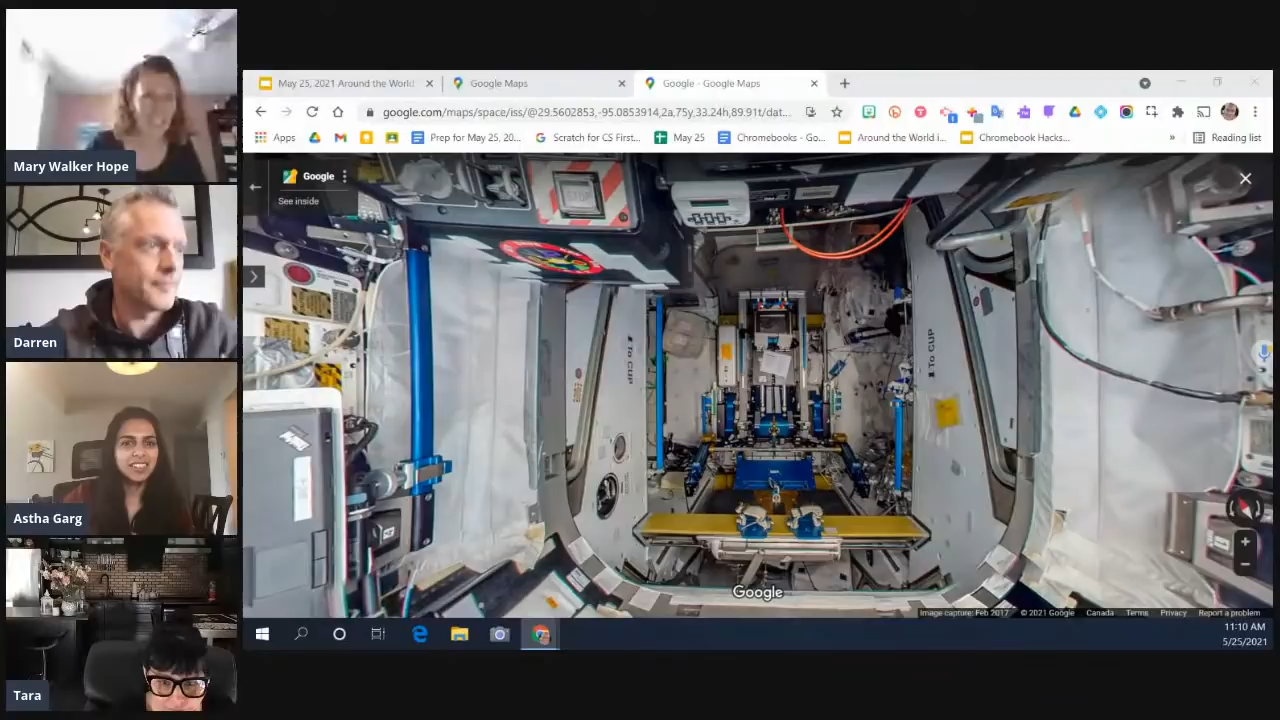 Mary Walker Hope
Darren
Astha Garg
Tara
May 25, 2021 Around the World
Google Maps
Google - Google Maps
google.com/maps/space/iss/@29.5602853,-95.0853914,2a,75y,33.24h,89.91t/dat...
Apps
Prep for May 25, 20...
Scratch for CS First...
May 25
Chromebooks - Go...
Around the World i...
Chromebook Hacks...
»
Reading list
Google
See inside
To CUP
To CUP
Google
Image capture: Feb 2017 © 2021 Google Canada Terms Privacy Report a problem
11:10 AM
5/25/2021